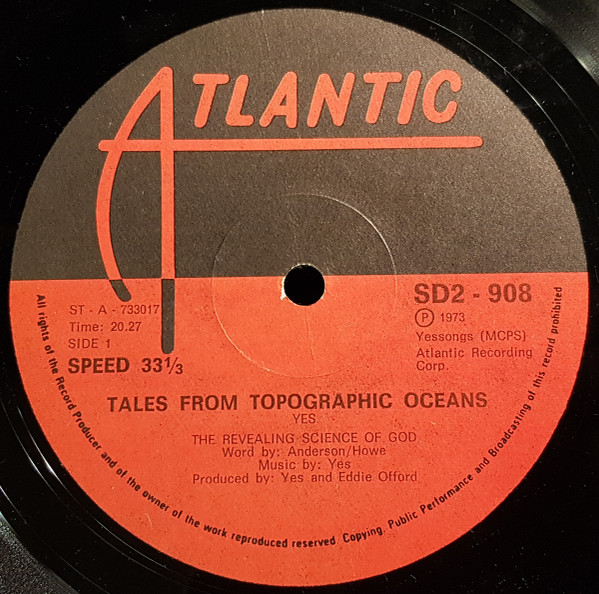 ATLANTIC
ST - A - 733017
Time: 20.27
SIDE 1
SPEED 33⅓
SD2 - 908
Ⓟ 1973
Yessongs (MCPS)
Atlantic Recording
Corp.
TALES FROM TOPOGRAPHIC OCEANS
YES
THE REVEALING SCIENCE OF GOD
Word by: Anderson/Howe
Music by: Yes
Produced by: Yes and Eddie Offord
All rights of the Record Producer and of the owner of the work reproduced reserved. Copying, Public Performance and Broadcasting of this record prohibited